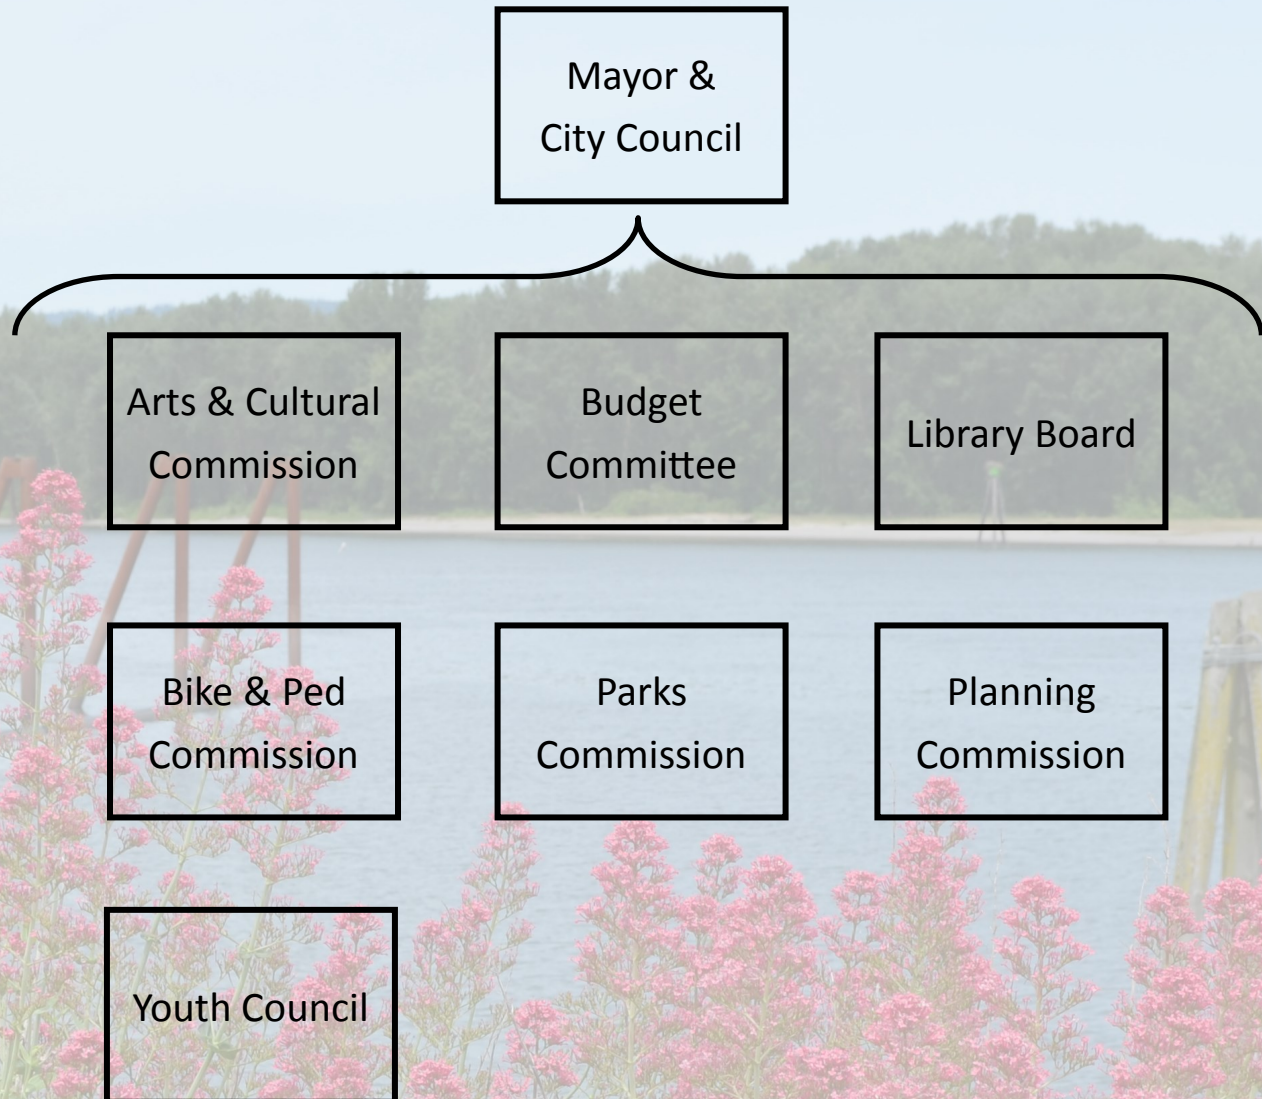 Mayor &
City Council
Arts & Cultural
Commission
Budget
Committee
Library Board
Bike & Ped
Commission
Parks
Commission
Planning
Commission
Youth Council